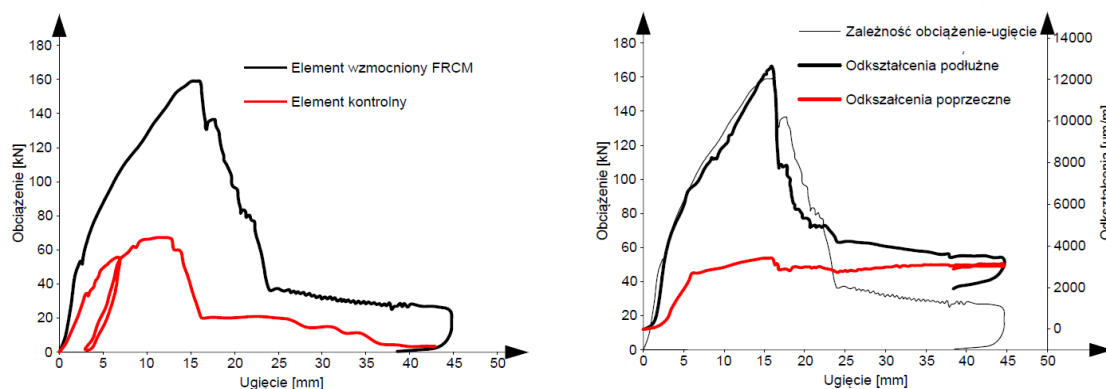 Obciążenie [kN]
180
160
140
120
100
80
60
40
20
0
Element wzmocniony FRCM
Element kontrolny
0 5 10 15 20 25 30 35 40 45 50
Ugięcie [mm]
Obciążenie [kN]
180
160
140
120
100
80
60
40
20
0
Zależność obciążenie-ugięcie
Odkształcenia podłużne
Odkszałcenia poprzeczne
14000
12000
10000
8000
6000
4000
2000
0
Odkształcenia [um/m]
0 5 10 15 20 25 30 35 40 45 50
Ugięcie [mm]